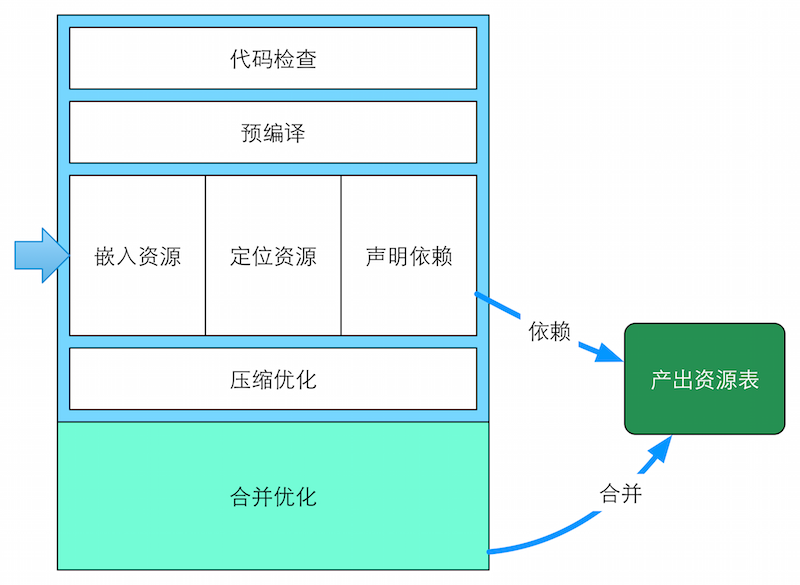 代码检查
预编译
嵌入资源
定位资源
声明依赖
依赖
压缩优化
产出资源表
合并优化
合并